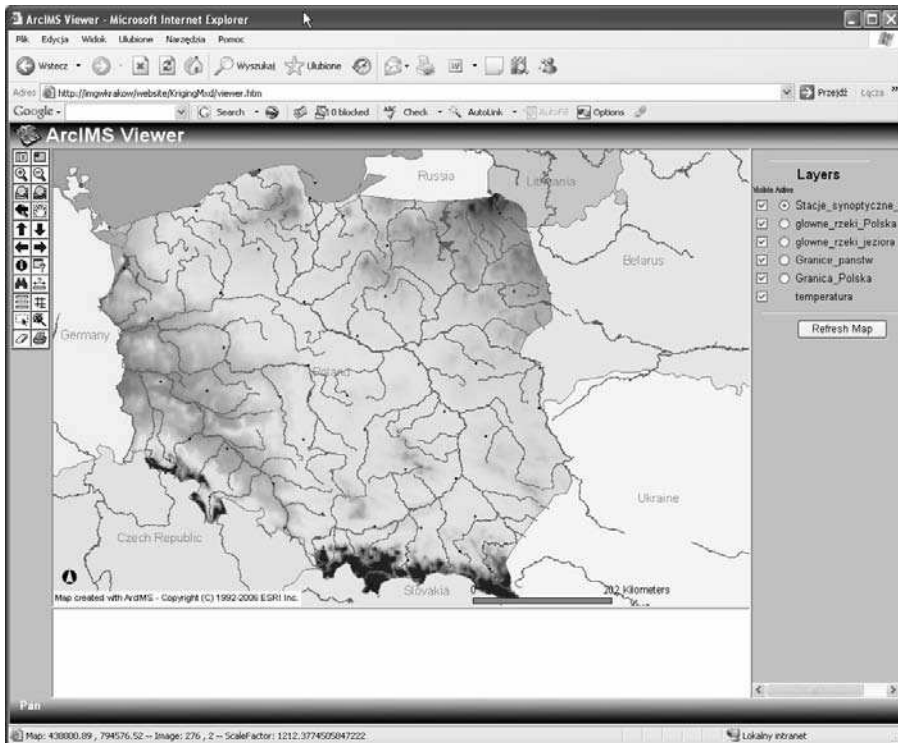 ArcIMS Viewer - Microsoft Internet Explorer
Plik Edycja Widok Ulubione Narzędzia Pomoc
Wstecz Wyszukaj Ulubione
Adres http://imgwkrakow/website/KrigingMxd/viewer.htm Przejdź Łącza »
Google Search 0 blocked Check AutoLink AutoFill Options
ArcIMS Viewer
Russia
Lithuania
Belarus
Germany
Poland
Ukraine
Czech Republic
Slovakia
0 202 Kilometers
Map created with ArcIMS - Copyright (C) 1992-2006 ESRI Inc.
Layers
Visible Active
Stacje_synoptyczne_
glowne_rzeki_Polska
glowne_rzeki_jeziora
Granice_panstw
Granica_Polska
temperatura
Refresh Map
Pan
Map: 438000.89 , 794576.52 -- Image: 276 , 2 -- ScaleFactor: 1212.3774505847222 Lokalny intranet